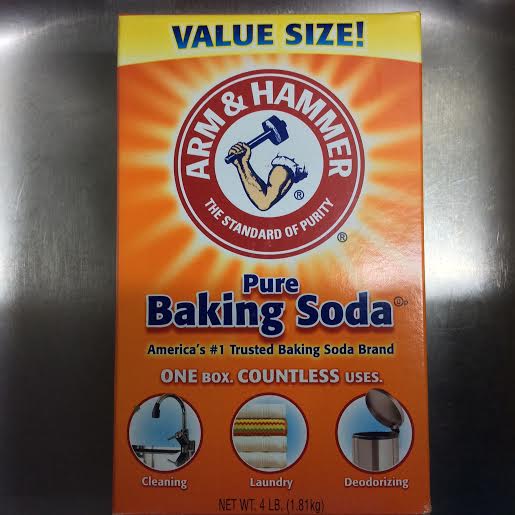 VALUE SIZE!
ARM & HAMMER
®
THE STANDARD OF PURITY
®
Pure
Baking Soda
America's #1 Trusted Baking Soda Brand
ONE BOX. COUNTLESS USES.
Cleaning Laundry Deodorizing
NET WT. 4 LB. (1.81kg)